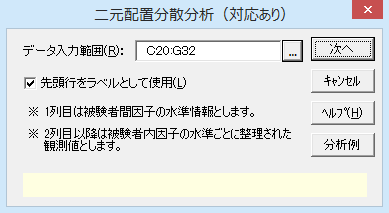 二元配置分散分析（対応あり）
データ入力範囲(R): C20:G32 ... 次へ
先頭行をラベルとして使用(L) キャンセル
※ 1列目は被験者間因子の水準情報とします。 ヘルプ(H)
※ 2列目以降は被験者内因子の水準ごとに整理された
観測値とします。 分析例